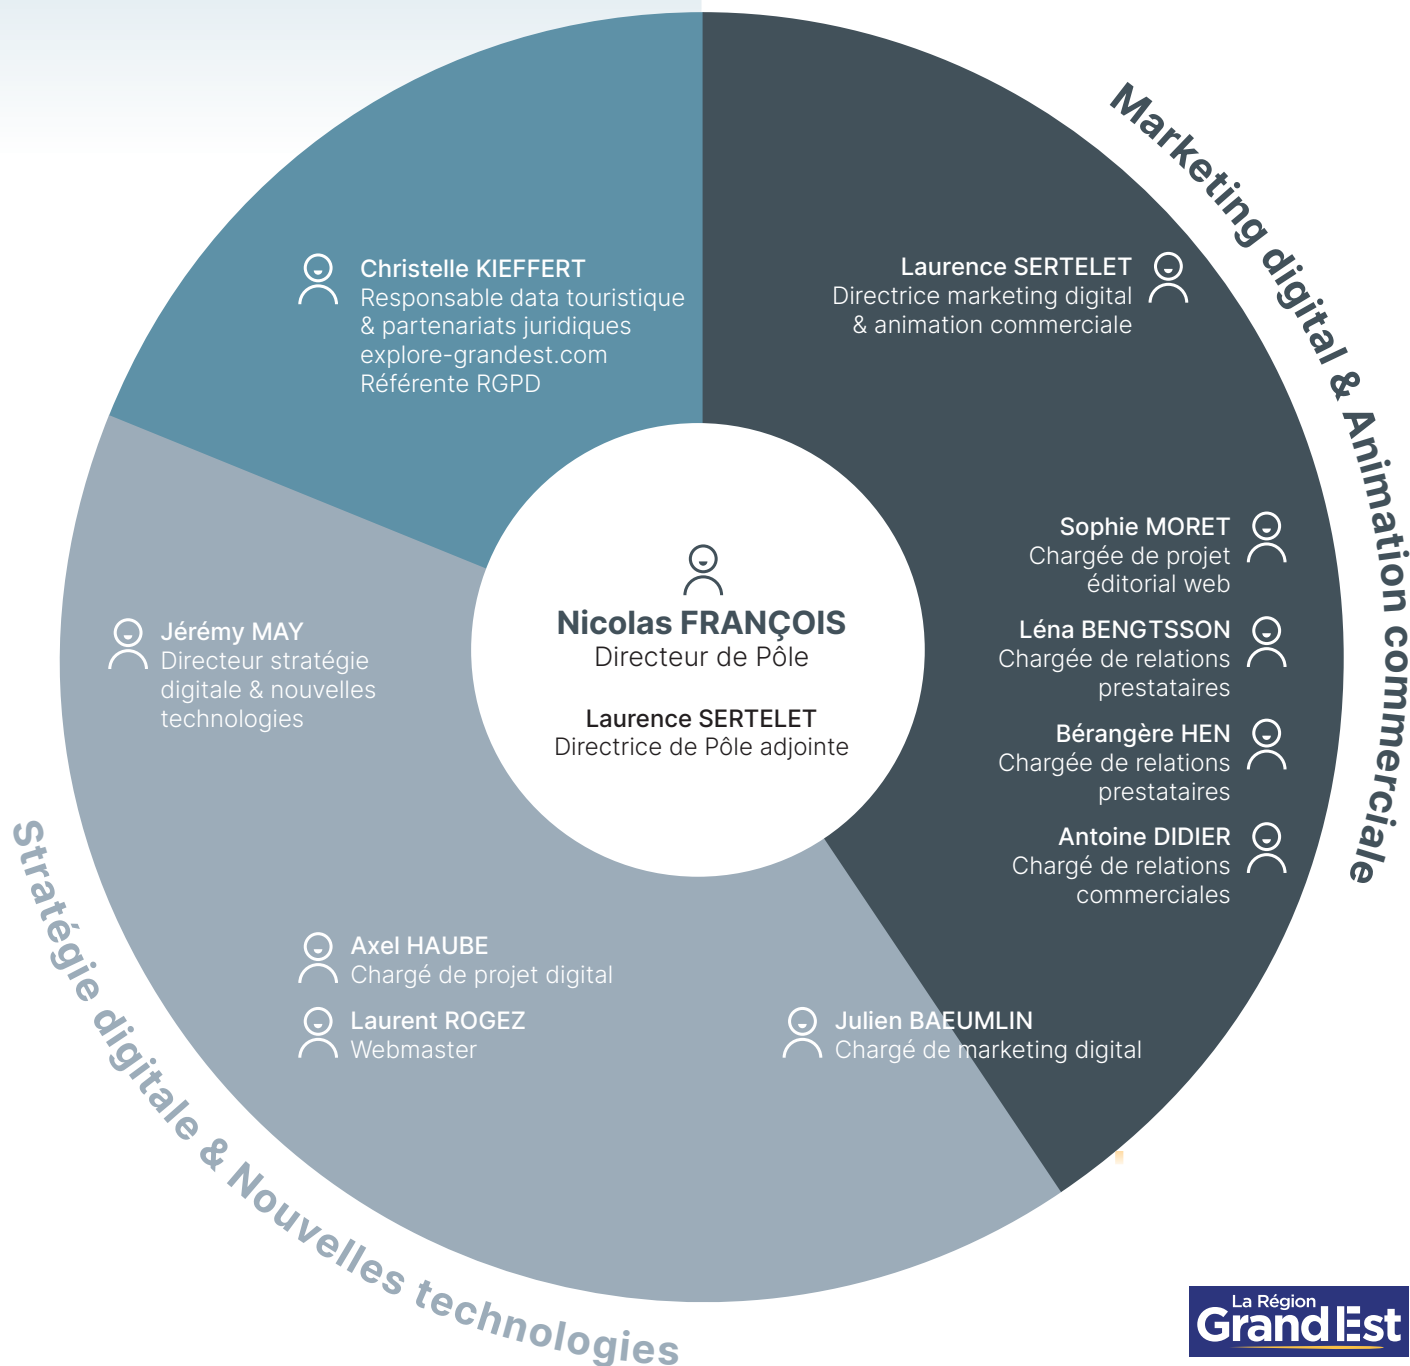 Marketing digital & Animation commerciale
Christelle KIEFFERT
Responsable data touristique
& partenariats juridiques
explore-grandest.com
Référente RGPD
Laurence SERTELET
Directrice marketing digital
& animation commerciale
Sophie MORET
Chargée de projet
éditorial web
Léna BENGTSSON
Chargée de relations
prestataires
Bérangère HEN
Chargée de relations
prestataires
Antoine DIDIER
Chargé de relations
commerciales
Nicolas FRANÇOIS
Directeur de Pôle
Laurence SERTELET
Directrice de Pôle adjointe
Jérémy MAY
Directeur stratégie
digitale & nouvelles
technologies
Axel HAUBE
Chargé de projet digital
Laurent ROGEZ
Webmaster
Julien BAEUMLIN
Chargé de marketing digital
Stratégie digitale & Nouvelles technologies
La Région
Grand Est